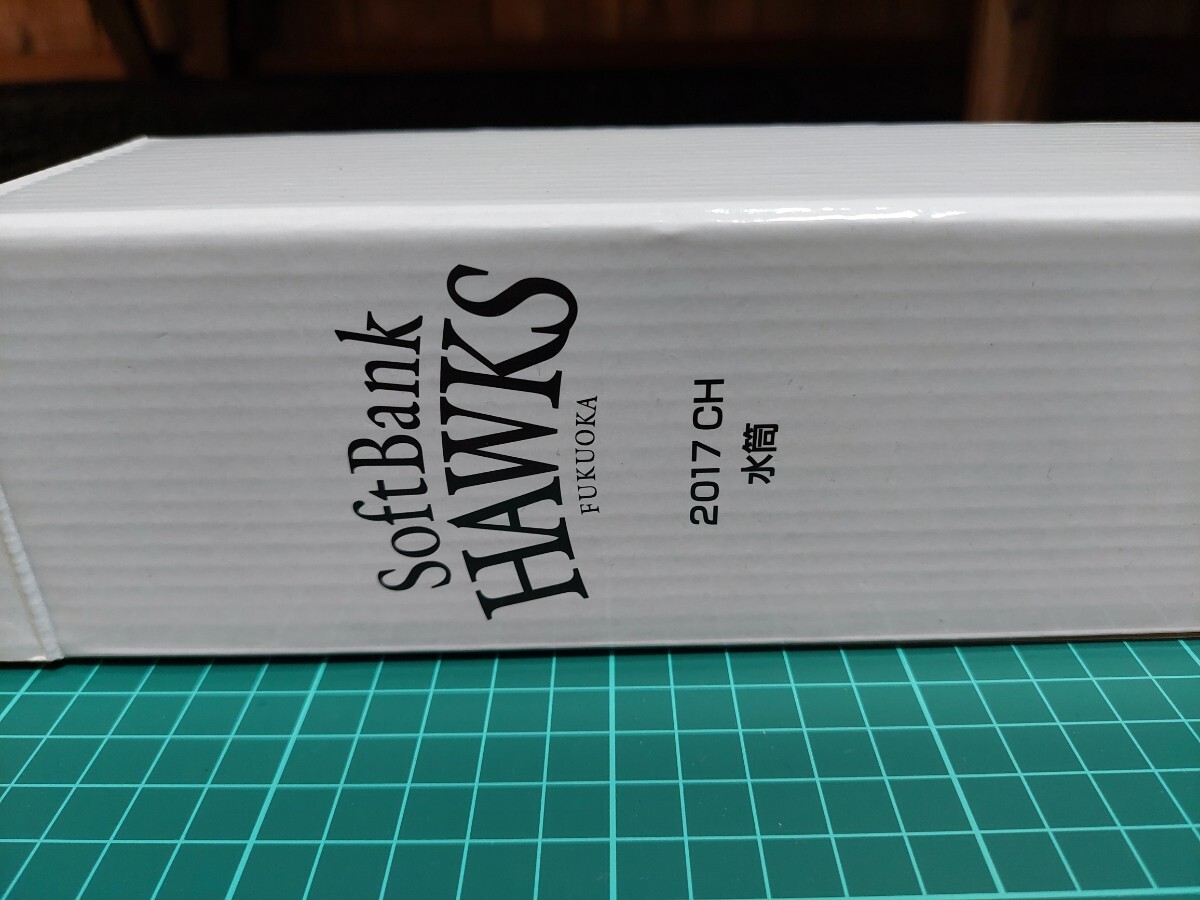 SoftBank
HAWKS
FUKUOKA
2017 CH
水筒